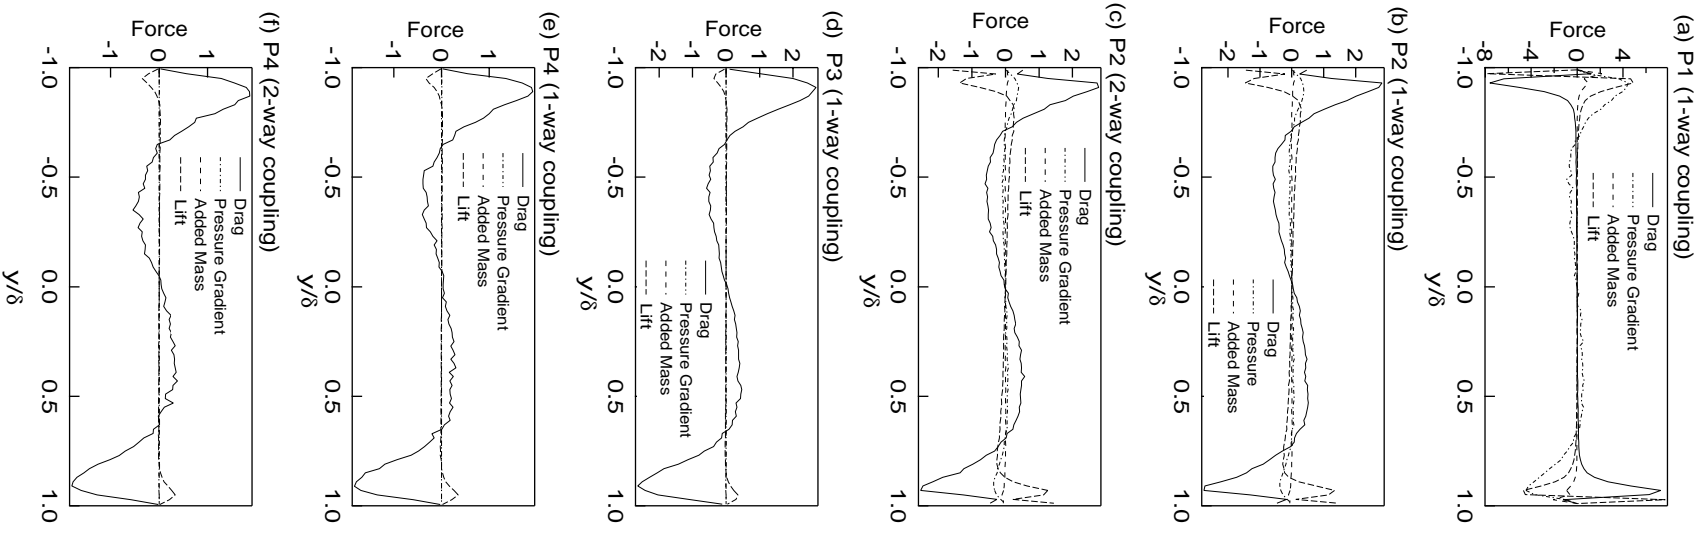 (a) P1 (1-way coupling)
Force
-8 -4 0 4
-1.0 -0.5 0.0 0.5 1.0
Drag
Pressure Gradient
Added Mass
Lift
(b) P2 (1-way coupling)
Force
-2 -1 0 1 2
-1.0 -0.5 0.0 0.5 1.0
Drag
Pressure
Added Mass
Lift
y/δ
(c) P2 (2-way coupling)
Force
-2 -1 0 1 2
-1.0 -0.5 0.0 0.5 1.0
Drag
Pressure Gradient
Added Mass
Lift
y/δ
(d) P3 (1-way coupling)
Force
-2 -1 0 1 2
-1.0 -0.5 0.0 0.5 1.0
Drag
Pressure Gradient
Added Mass
Lift
(e) P4 (1-way coupling)
Force
-1 0 1
-1.0 -0.5 0.0 0.5 1.0
Drag
Pressure Gradient
Added Mass
Lift
y/δ
(f) P4 (2-way coupling)
Force
-1 0 1
-1.0 -0.5 0.0 0.5 1.0
Drag
Pressure Gradient
Added Mass
Lift
y/δ